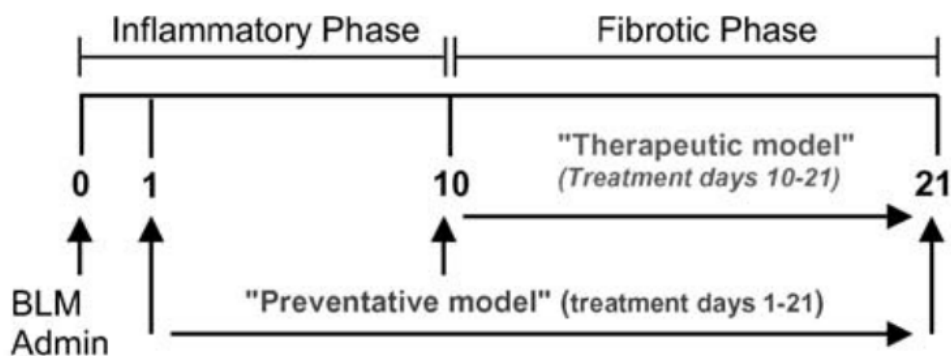 Inflammatory Phase
Fibrotic Phase
"Therapeutic model"
(Treatment days 10-21)
0
1
10
21
BLM
Admin
"Preventative model" (treatment days 1-21)